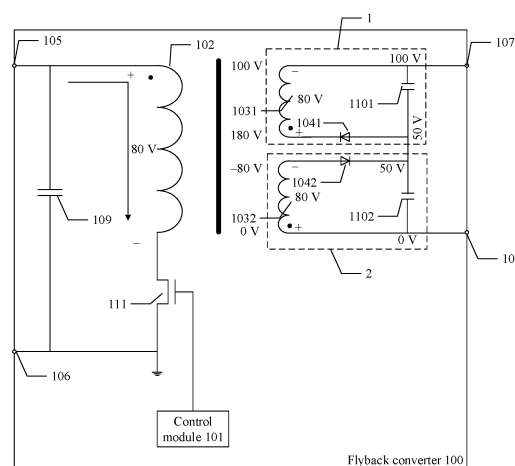 1
105
102
107
+
100 V
−
100 V
1101
1031
80 V
1041
50 V
80 V
180 V
+
−80 V
−
50 V
1042
80 V
1102
109
1032
0 V
+
0 V
10
−
2
111
106
Control
module 101
Flyback converter 100